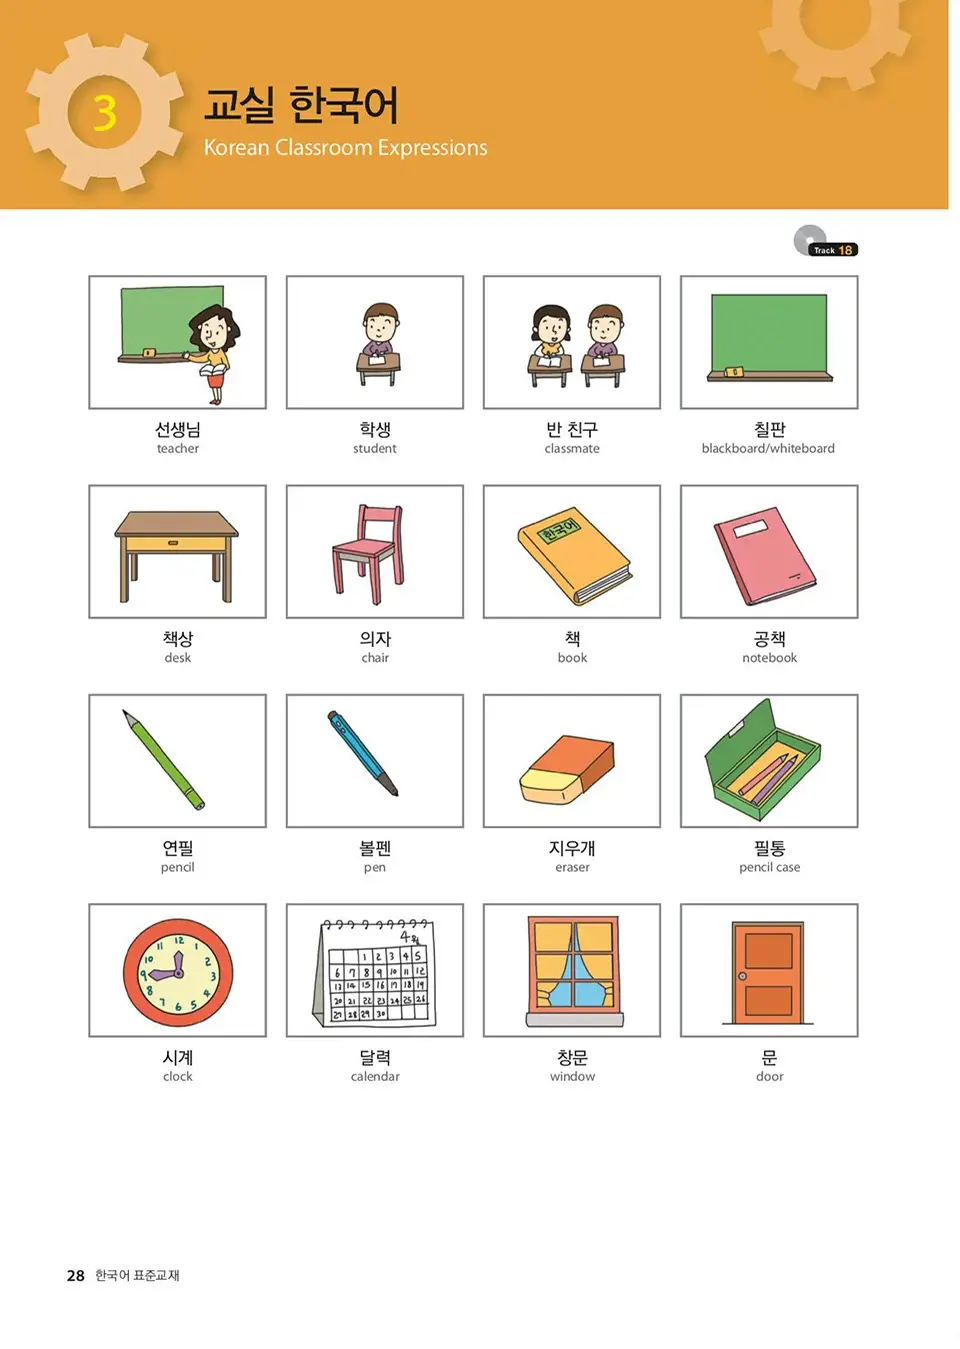 3
교실 한국어
Korean Classroom Expressions
Track 18
선생님
teacher
학생
student
반 친구
classmate
칠판
blackboard/whiteboard
책상
desk
의자
chair
한국어
책
book
공책
notebook
연필
pencil
볼펜
pen
지우개
eraser
필통
pencil case
12
1
2
3
4
5
6
7
8
9
10
11
시계
clock
4월
1 2 3 4 5
6 7 8 9 10 11 12
13 14 15 16 17 18 19
20 21 22 23 24 25 26
27 28 29 30
달력
calendar
창문
window
문
door
28 한국어 표준교재